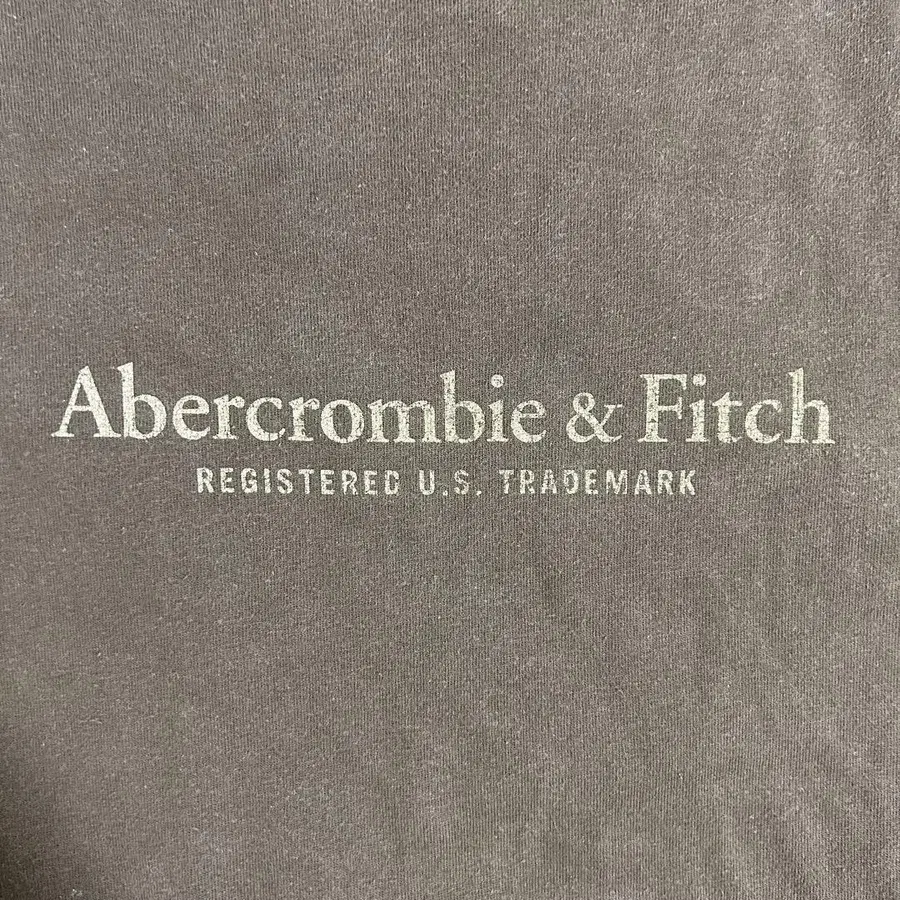 Abercrombie & Fitch
REGISTERED U.S. TRADEMARK